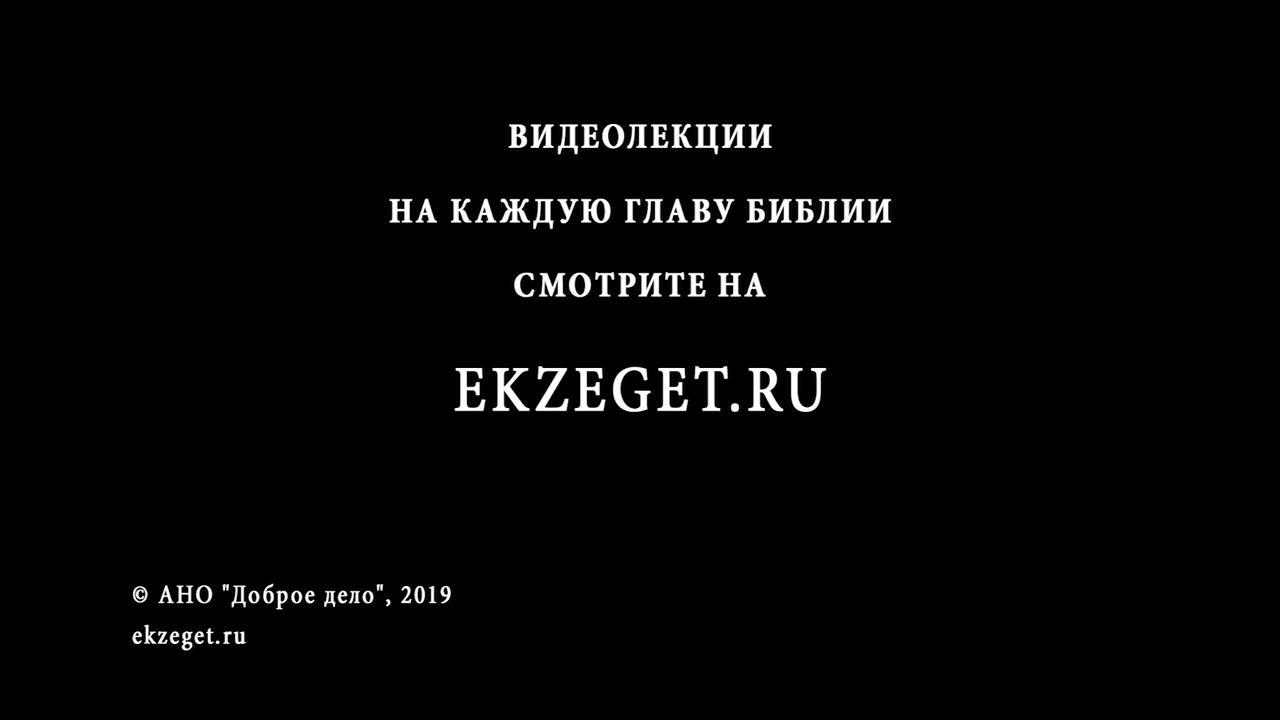 ВИДЕОЛЕКЦИИ
НА КАЖДУЮ ГЛАВУ БИБЛИИ
СМОТРИТЕ НА
EKZEGET.RU
© АНО "Доброе дело", 2019
ekzeget.ru